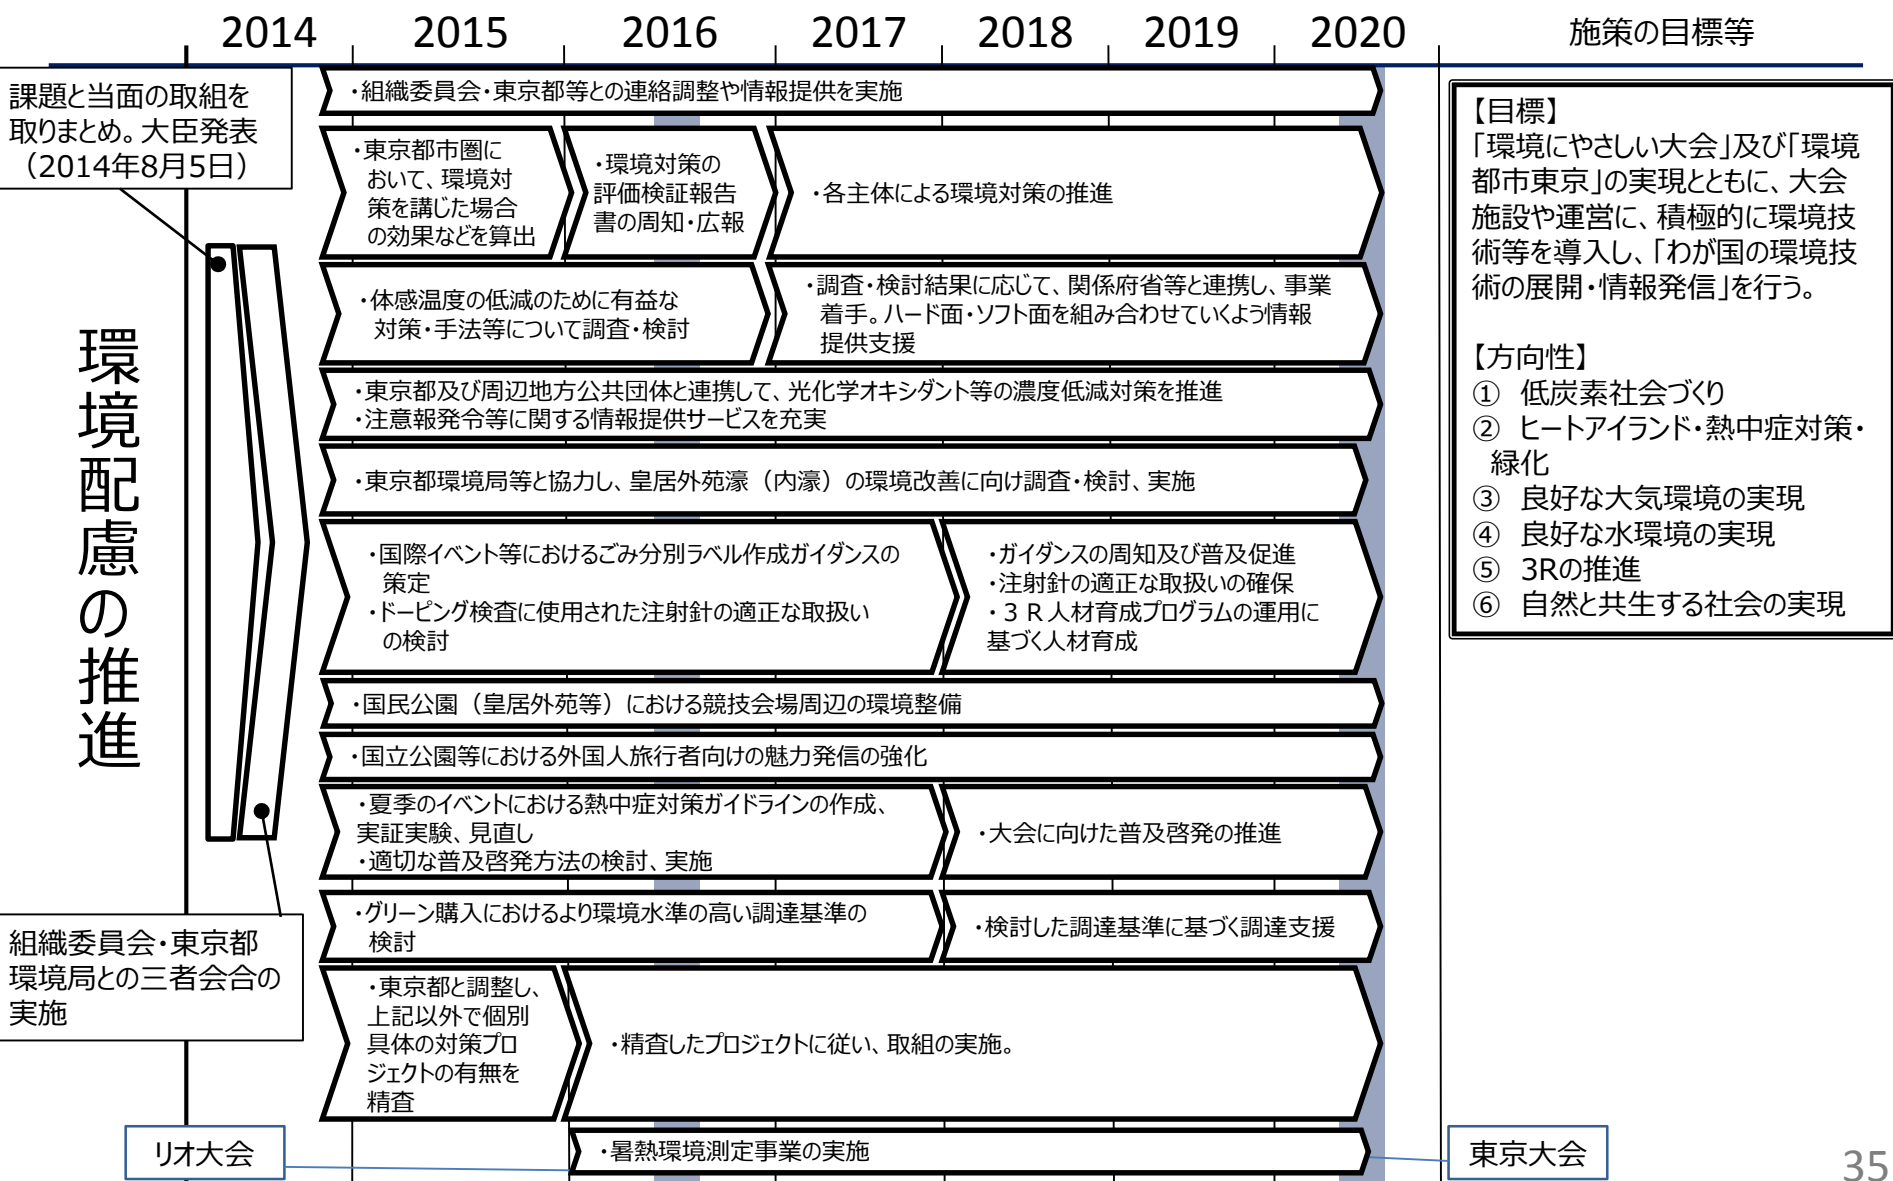 2014 2015 2016 2017 2018 2019 2020 施策の目標等
課題と当面の取組を
取りまとめ。大臣発表
（2014年8月5日）
環境配慮の推進
組織委員会・東京都
環境局との三者会合の
実施
・組織委員会・東京都等との連絡調整や情報提供を実施
・東京都市圏に
おいて、環境対
策を講じた場合
の効果などを算出
・環境対策の
評価検証報告
書の周知・広報
・各主体による環境対策の推進
・体感温度の低減のために有益な
対策・手法等について調査・検討
・調査・検討結果に応じて、関係府省等と連携し、事業
着手。ハード面・ソフト面を組み合わせていくよう情報
提供支援
・東京都及び周辺地方公共団体と連携して、光化学オキシダント等の濃度低減対策を推進
・注意報発令等に関する情報提供サービスを充実
・東京都環境局等と協力し、皇居外苑濠（内濠）の環境改善に向け調査・検討、実施
・国際イベント等におけるごみ分別ラベル作成ガイダンスの
策定
・ドーピング検査に使用された注射針の適正な取扱い
の検討
・ガイダンスの周知及び普及促進
・注射針の適正な取扱いの確保
・３Ｒ人材育成プログラムの運用に
基づく人材育成
・国民公園（皇居外苑等）における競技会場周辺の環境整備
・国立公園等における外国人旅行者向けの魅力発信の強化
・夏季のイベントにおける熱中症対策ガイドラインの作成、
実証実験、見直し
・適切な普及啓発方法の検討、実施
・大会に向けた普及啓発の推進
・グリーン購入におけるより環境水準の高い調達基準の
検討
・検討した調達基準に基づく調達支援
・東京都と調整し、
上記以外で個別
具体の対策プロ
ジェクトの有無を
精査
・精査したプロジェクトに従い、取組の実施。
・暑熱環境測定事業の実施
リオ大会
東京大会
【目標】
「環境にやさしい大会」及び「環境
都市東京」の実現とともに、大会
施設や運営に、積極的に環境技
術等を導入し、「わが国の環境技
術の展開・情報発信」を行う。
【方向性】
① 低炭素社会づくり
② ヒートアイランド・熱中症対策・
緑化
③ 良好な大気環境の実現
④ 良好な水環境の実現
⑤ 3Rの推進
⑥ 自然と共生する社会の実現
35